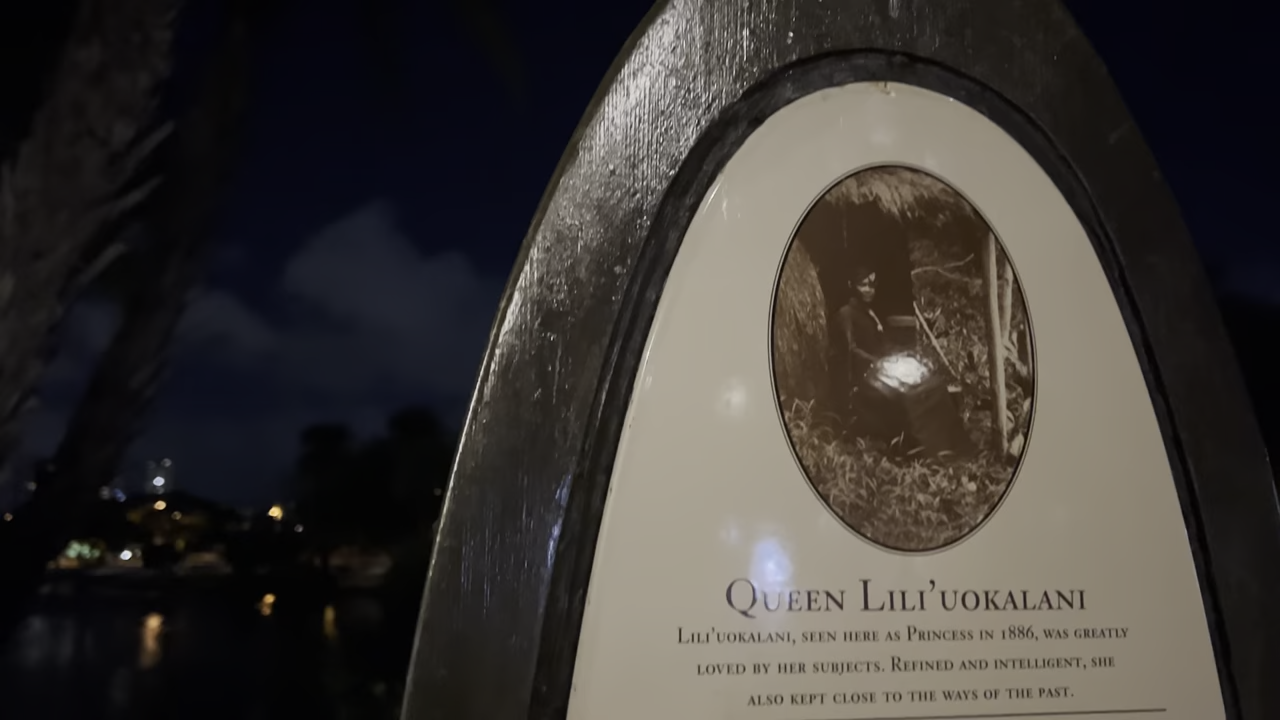 Queen Lili'uokalani
Lili'uokalani, seen here as Princess in 1886, was greatly
loved by her subjects. Refined and intelligent, she
also kept close to the ways of the past.